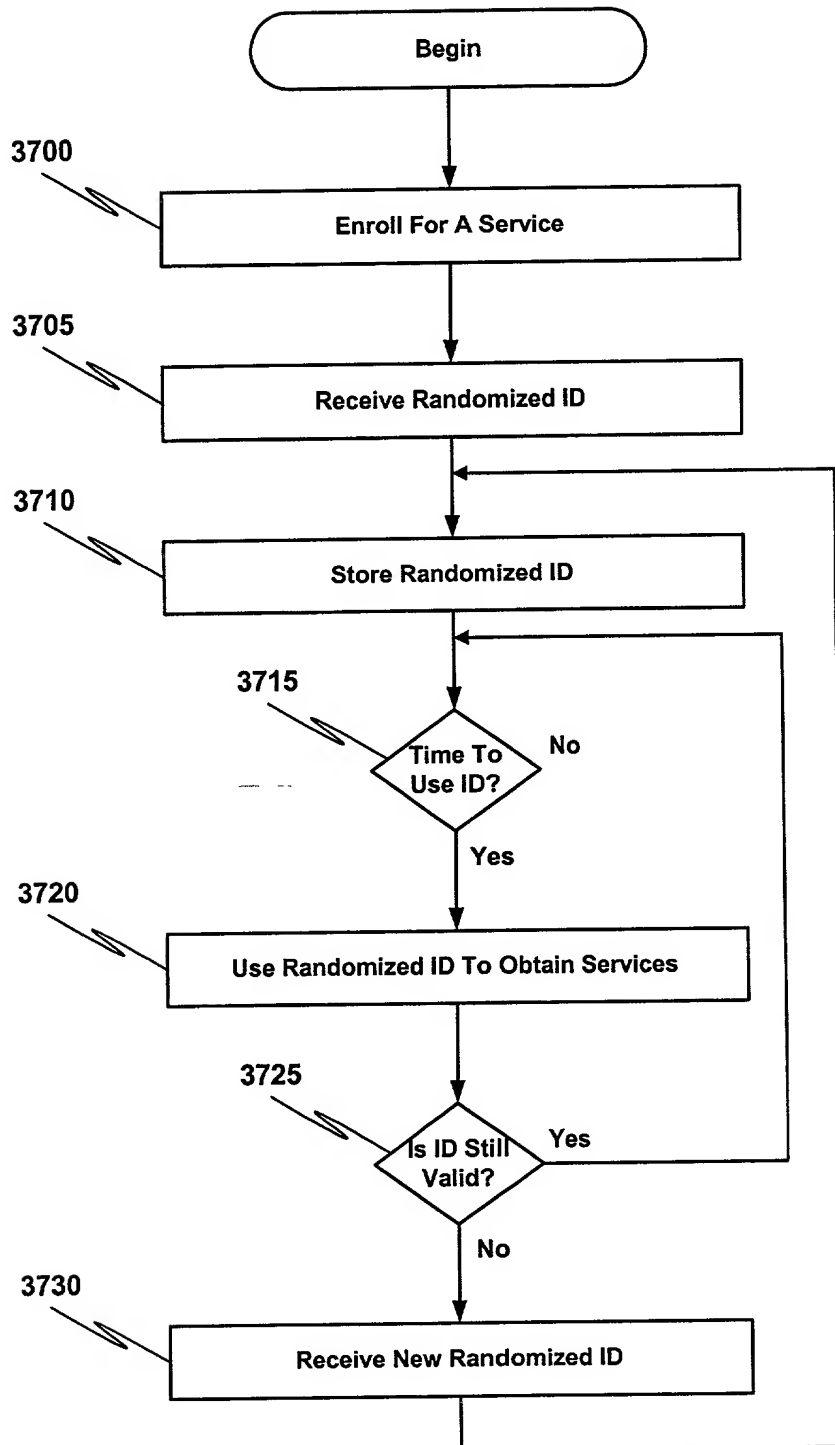 Begin
3700
Enroll For A Service
3705
Receive Randomized ID
3710
Store Randomized ID
3715
Time To
Use ID?
No
Yes
3720
Use Randomized ID To Obtain Services
3725
Is ID Still
Valid?
Yes
No
3730
Receive New Randomized ID